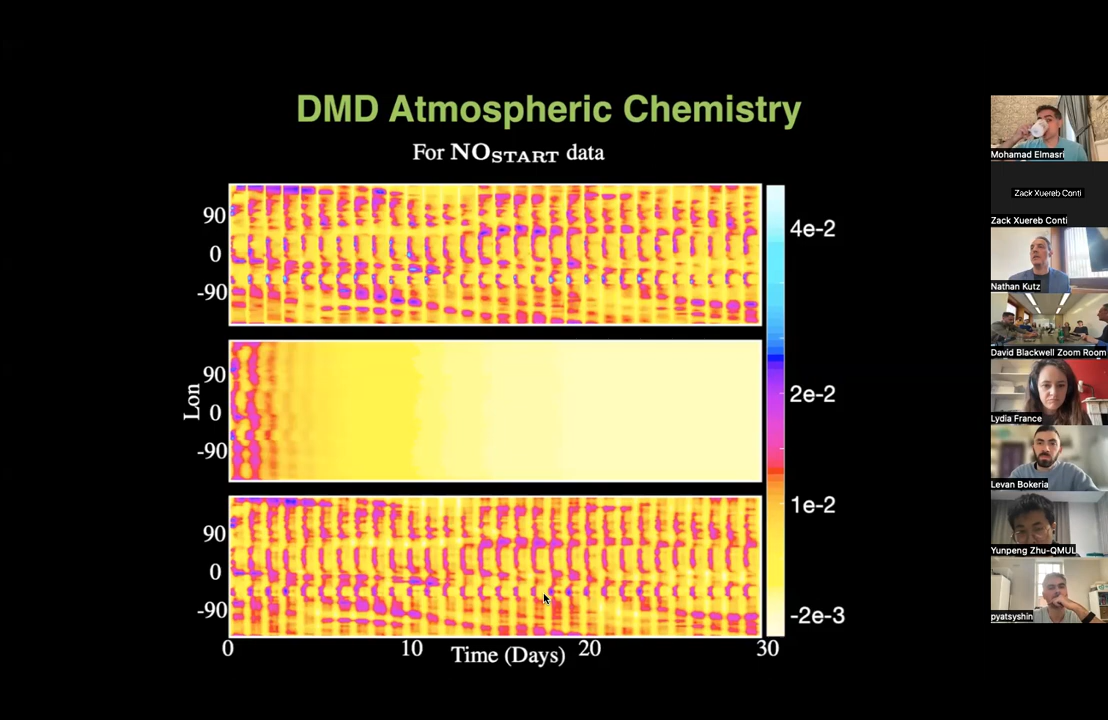 DMD Atmospheric Chemistry
For NOSTART data
90
0
-90
90
Lon
0
-90
90
0
-90
0
10
Time (Days)
20
30
4e-2
2e-2
1e-2
-2e-3
Mohamad Elmasri
Zack Xuereb Conti
Zack Xuereb Conti
Nathan Kutz
David Blackwell Zoom Room
Lydia France
Levan Bokeria
Yunpeng Zhu-QMUL
pyatsyshin